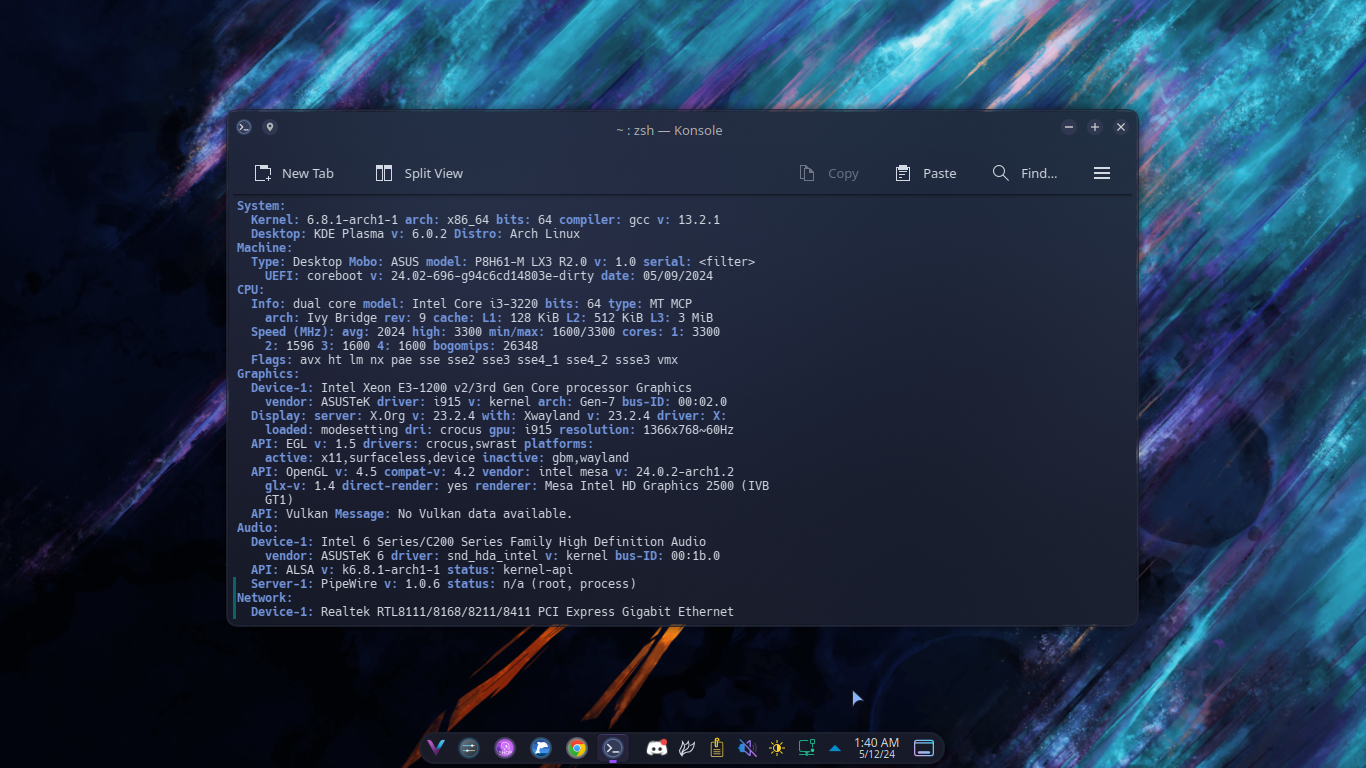 ~ : zsh — Konsole
New Tab Split View Copy Paste Find...
System:
Kernel: 6.8.1-arch1-1 arch: x86_64 bits: 64 compiler: gcc v: 13.2.1
Desktop: KDE Plasma v: 6.0.2 Distro: Arch Linux
Machine:
Type: Desktop Mobo: ASUS model: P8H61-M LX3 R2.0 v: 1.0 serial: <filter>
UEFI: coreboot v: 24.02-696-g94c6cd14803e-dirty date: 05/09/2024
CPU:
Info: dual core model: Intel Core i3-3220 bits: 64 type: MT MCP
arch: Ivy Bridge rev: 9 cache: L1: 128 KiB L2: 512 KiB L3: 3 MiB
Speed (MHz): avg: 2024 high: 3300 min/max: 1600/3300 cores: 1: 3300
2: 1596 3: 1600 4: 1600 bogomips: 26348
Flags: avx ht lm nx pae sse sse2 sse3 sse4_1 sse4_2 ssse3 vmx
Graphics:
Device-1: Intel Xeon E3-1200 v2/3rd Gen Core processor Graphics
vendor: ASUSTeK driver: i915 v: kernel arch: Gen-7 bus-ID: 00:02.0
Display: server: X.Org v: 23.2.4 with: Xwayland v: 23.2.4 driver: X:
loaded: modesetting dri: crocus gpu: i915 resolution: 1366x768~60Hz
API: EGL v: 1.5 drivers: crocus,swrast platforms:
active: x11,surfaceless,device inactive: gbm,wayland
API: OpenGL v: 4.5 compat-v: 4.2 vendor: intel mesa v: 24.0.2-arch1.2
glx-v: 1.4 direct-render: yes renderer: Mesa Intel HD Graphics 2500 (IVB
GT1)
API: Vulkan Message: No Vulkan data available.
Audio:
Device-1: Intel 6 Series/C200 Series Family High Definition Audio
vendor: ASUSTeK 6 driver: snd_hda_intel v: kernel bus-ID: 00:1b.0
API: ALSA v: k6.8.1-arch1-1 status: kernel-api
Server-1: PipeWire v: 1.0.6 status: n/a (root, process)
Network:
Device-1: Realtek RTL8111/8168/8211/8411 PCI Express Gigabit Ethernet
1:40 AM
5/12/24